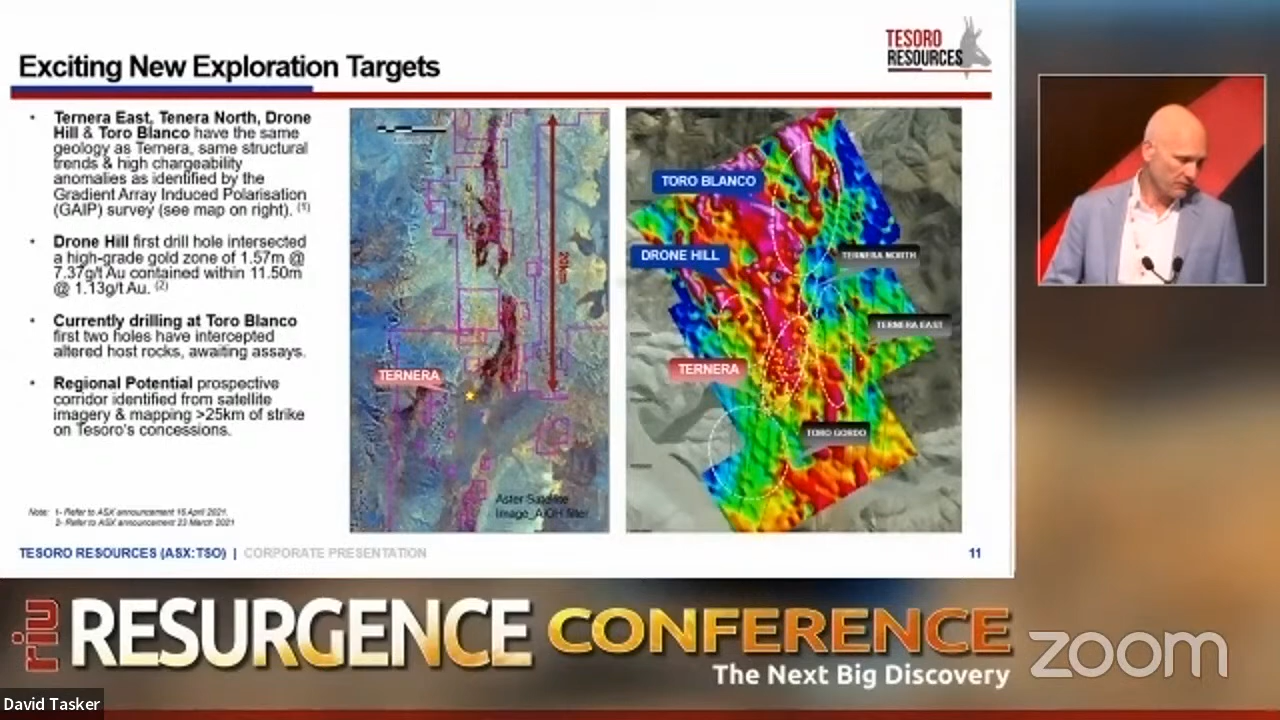 Exciting New Exploration Targets
TESORO
RESOURCES
• Ternera East, Tenera North, Drone
Hill & Toro Blanco have the same
geology as Ternera, same structural
trends & high chargeability
anomalies as identified by the
Gradient Array Induced Polarisation
(GAIP) survey (see map on right). (1)
• Drone Hill first drill hole intersected
a high-grade gold zone of 1.57m @
7.37g/t Au contained within 11.50m
@ 1.13g/t Au. (2)
• Currently drilling at Toro Blanco
first two holes have intercepted
altered host rocks, awaiting assays.
• Regional Potential prospective
corridor identified from satellite
imagery & mapping >25km of strike
on Tesoro's concessions.
Note: 1- Refer to ASX announcement 16 April 2021.
2- Refer to ASX announcement 23 March 2021
TERNERA
Aster Satellite
Image_AlOH filter
TORO BLANCO
DRONE HILL
TERNERA NORTH
TERNERA EAST
TERNERA
TORO GORDO
TESORO RESOURCES (ASX:TSO) | CORPORATE PRESENTATION
11
riu RESURGENCE CONFERENCE
The Next Big Discovery
zoom
David Tasker